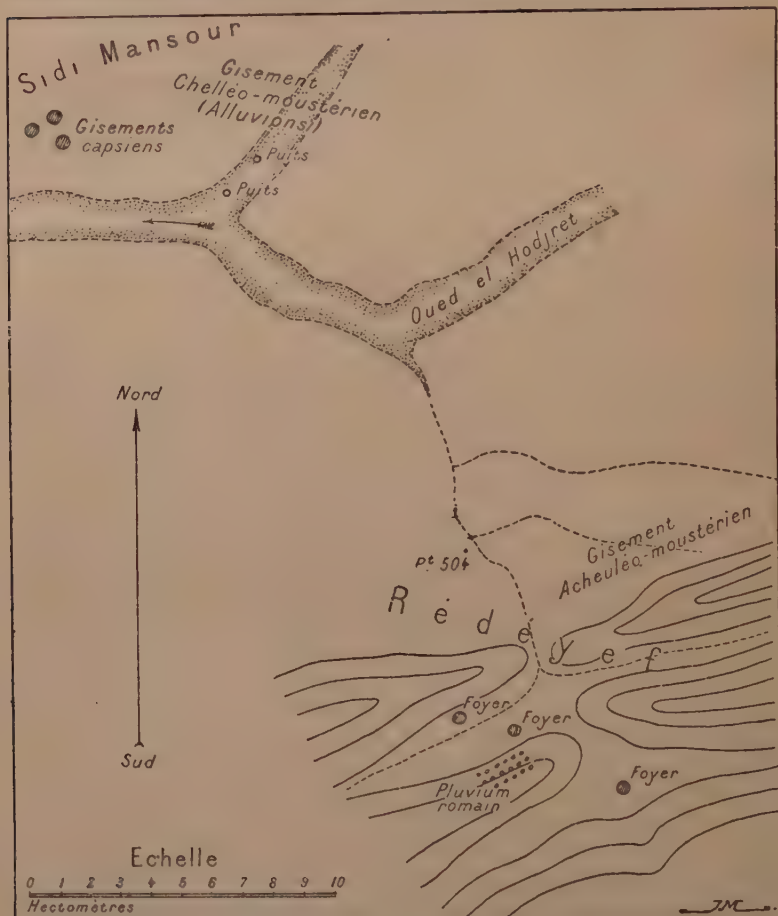 Sidi Mansour
Gisement
Chelléo-moustérien
(Alluvions)
Gisements
capsiens
Puits
Puits
Oued el Hodjret
Nord
Sud
Gisement
Acheuléo-moustérien
Pt 504
Rédéyef
Foyer
Foyer
Foyer
Pluvium
romain
Echelle
0 1 2 3 4 5 6 7 8 9 10
Hectomètres
J.M.